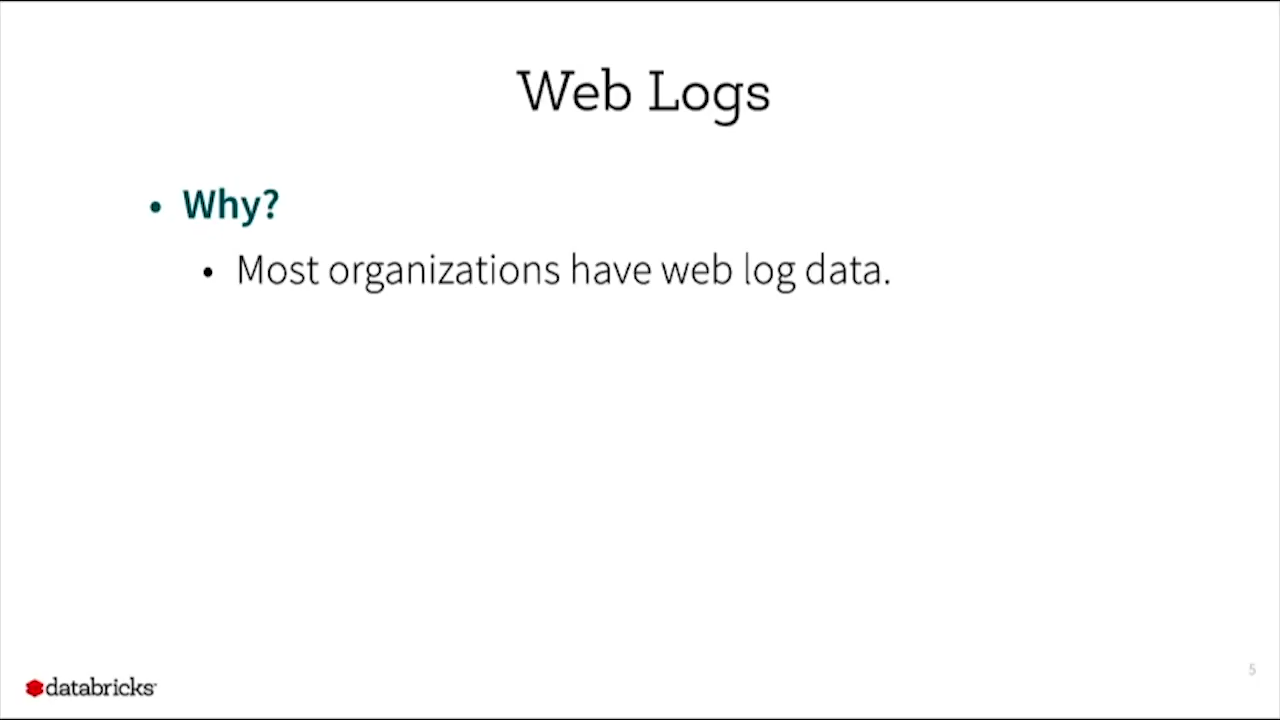 Web Logs
• Why?
• Most organizations have web log data.
databricks
5